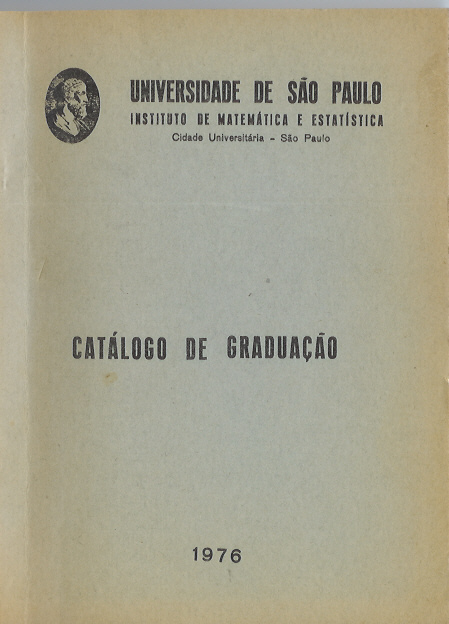 UNIVERSIDADE DE SÃO PAULO
INSTITUTO DE MATEMÁTICA E ESTATÍSTICA
Cidade Universitária - São Paulo
CATÁLOGO DE GRADUAÇÃO
1976